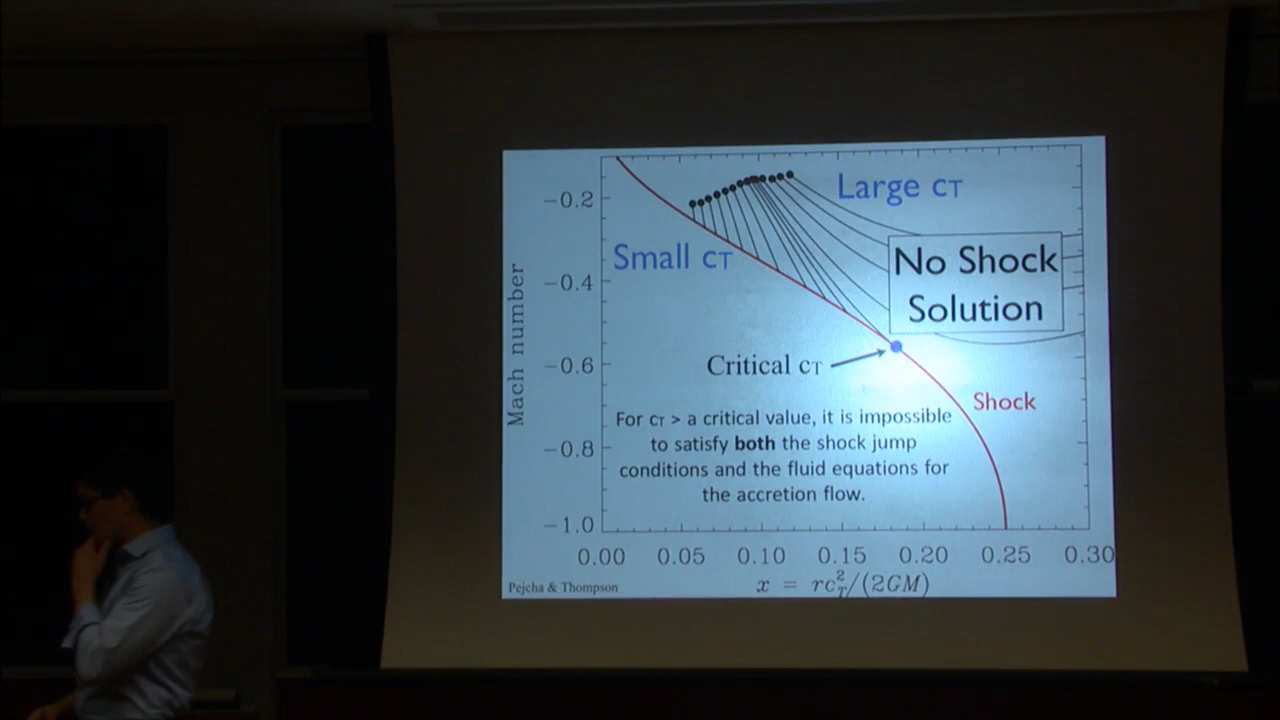 Large cT
Small cT
No Shock
Solution
Critical cT
Shock
For cT > a critical value, it is impossible
to satisfy both the shock jump
conditions and the fluid equations for
the accretion flow.
Mach number
−0.2
−0.4
−0.6
−0.8
−1.0
0.00 0.05 0.10 0.15 0.20 0.25 0.30
x = rc_T^2/(2GM)
Pejcha & Thompson